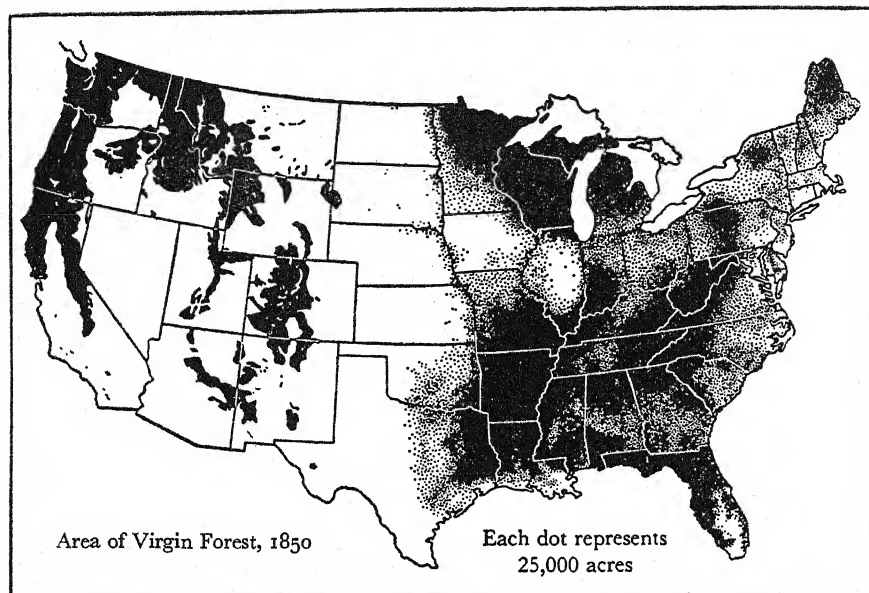 Area of Virgin Forest, 1850
Each dot represents
25,000 acres